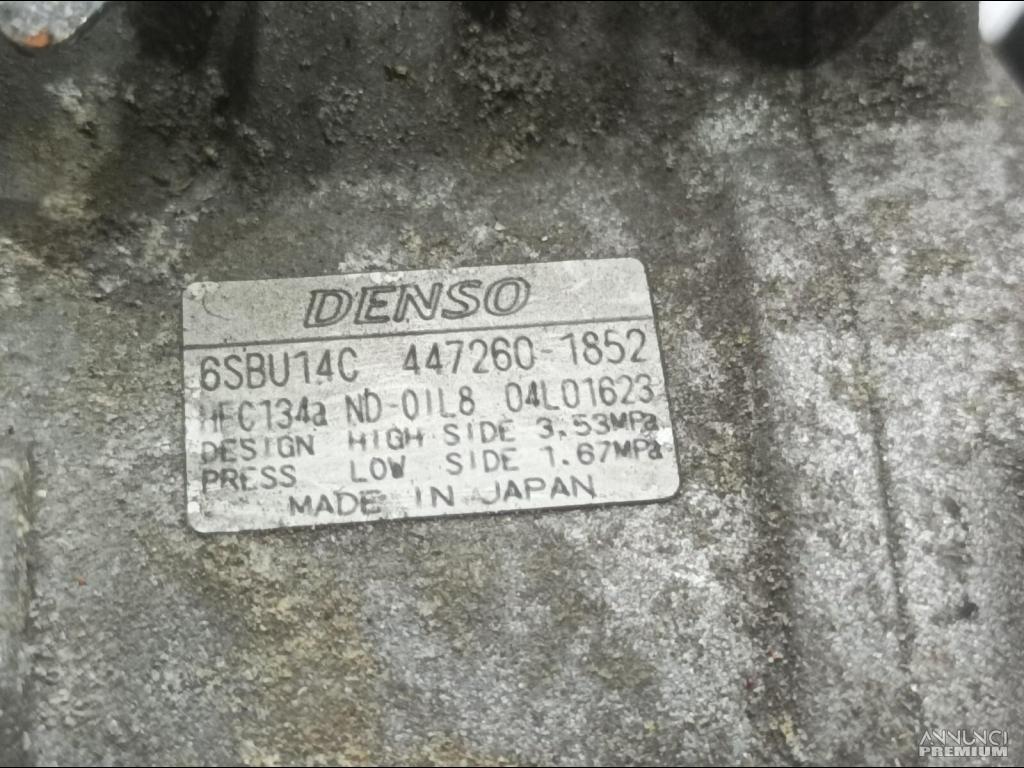 DENSO
6SBU14C 447260-1852
HFC134a ND-OIL8 04L01623
DESIGN HIGH SIDE 3.53MPa
PRESS LOW SIDE 1.67MPa
MADE IN JAPAN
ANNUNCI
PREMIUM